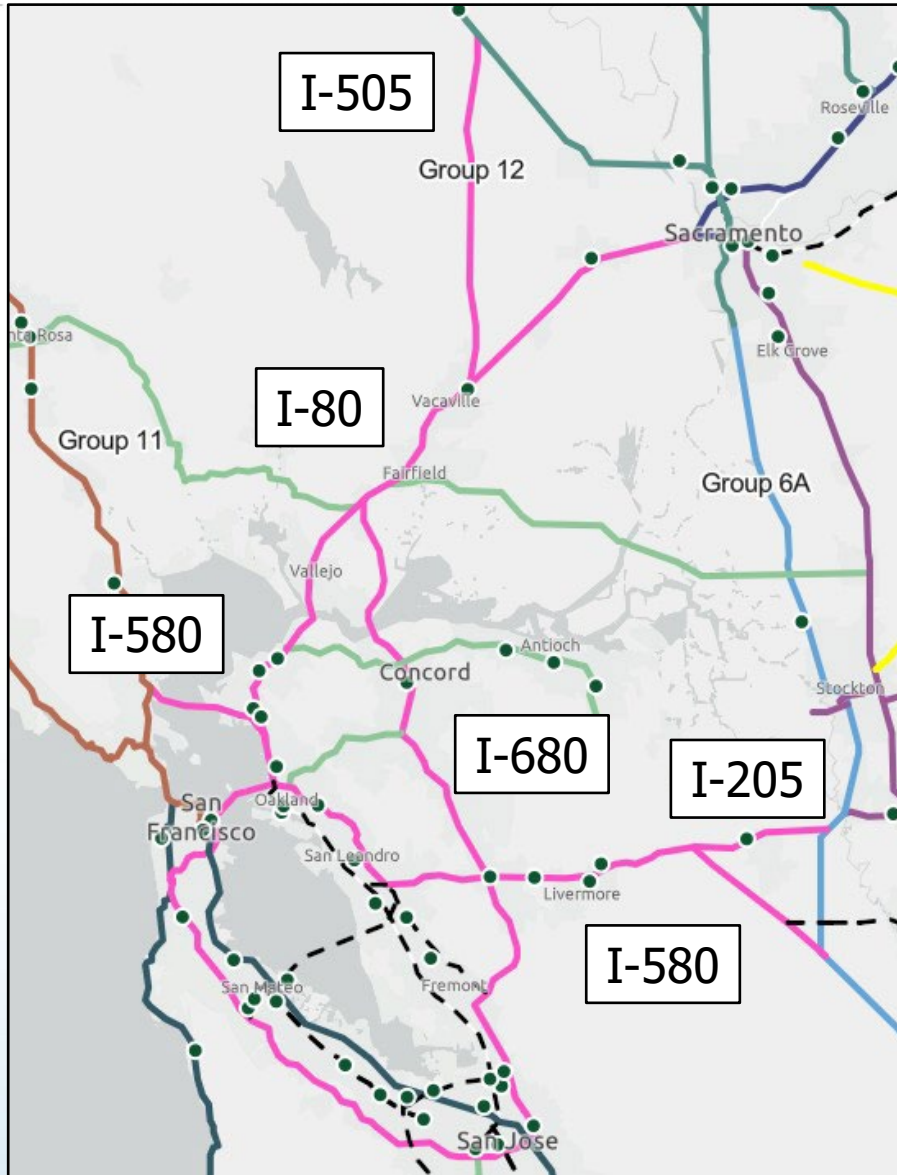 I-505
Roseville
Group 12
Sacramento
nta Rosa
Elk Grove
I-80
Vacaville
Group 11
Fairfield
Group 6A
Vallejo
I-580
Antioch
Concord
Stockton
I-680
I-205
San
Francisco
Oakland
San Leandro
Livermore
I-580
San Mateo
Fremont
San Jose